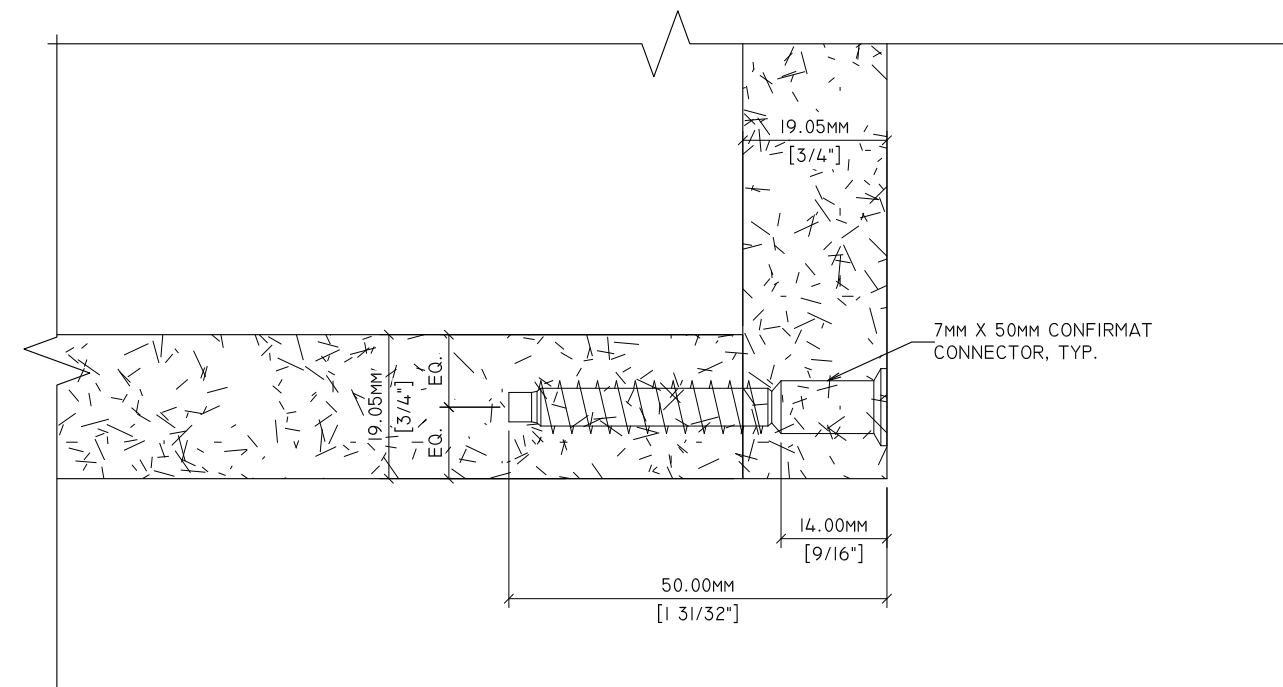 19.05MM
[3/4"]
7MM X 50MM CONFIRMAT
CONNECTOR, TYP.
19.05MM
[3/4"]
EQ.
EQ.
14.00MM
[9/16"]
50.00MM
[1 31/32"]